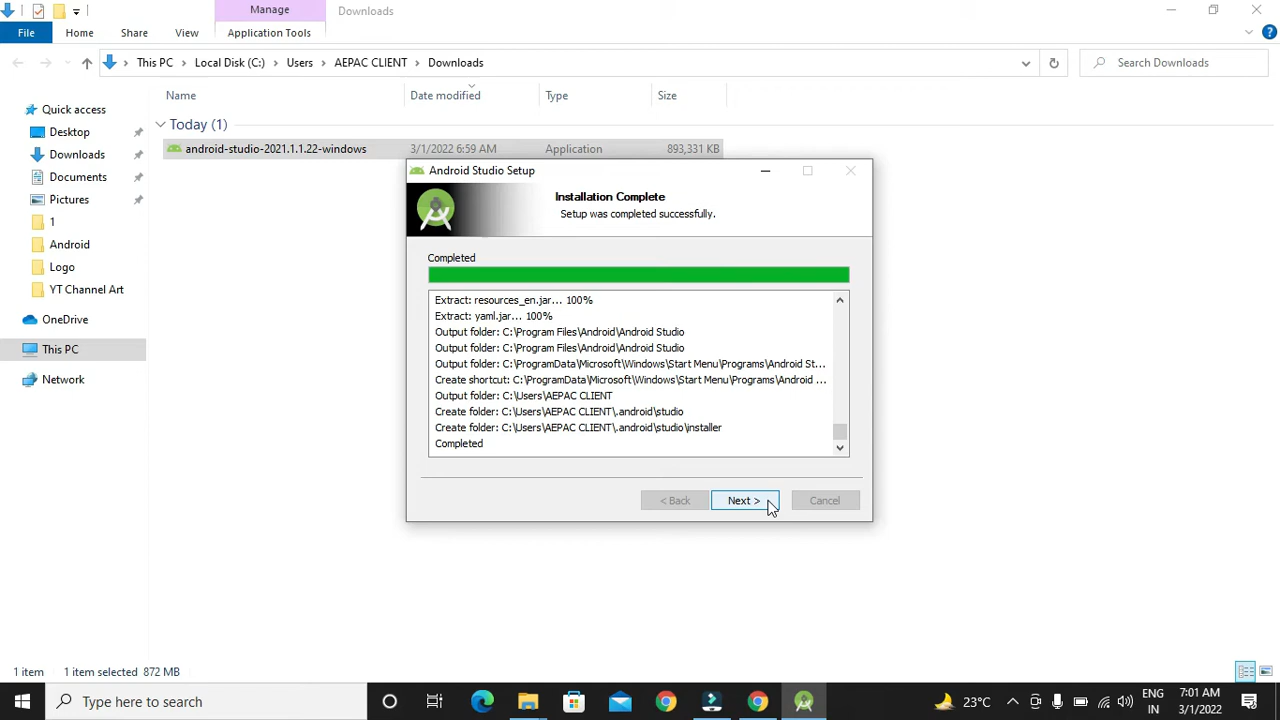 Manage
Downloads
File
Home
Share
View
Application Tools
This PC
Local Disk (C:)
Users
AEPAC CLIENT
Downloads
Search Downloads
Name
Date modified
Type
Size
Quick access
Desktop
Downloads
Documents
Pictures
1
Android
Logo
YT Channel Art
OneDrive
This PC
Network
Today (1)
android-studio-2021.1.1.22-windows 3/1/2022 6:59 AM Application 893,331 KB
Android Studio Setup
Installation Complete
Setup was completed successfully.
Completed
Extract: resources_en.jar... 100%
Extract: yaml.jar... 100%
Output folder: C:\Program Files\Android\Android Studio
Output folder: C:\Program Files\Android\Android Studio
Output folder: C:\ProgramData\Microsoft\Windows\Start Menu\Programs\Android St...
Create shortcut: C:\ProgramData\Microsoft\Windows\Start Menu\Programs\Android ...
Output folder: C:\Users\AEPAC CLIENT
Create folder: C:\Users\AEPAC CLIENT\.android\studio
Create folder: C:\Users\AEPAC CLIENT\.android\studio\installer
Completed
< Back
Next >
Cancel
1 item
1 item selected 872 MB
Type here to search
23°C
ENG
IN
7:01 AM
3/1/2022